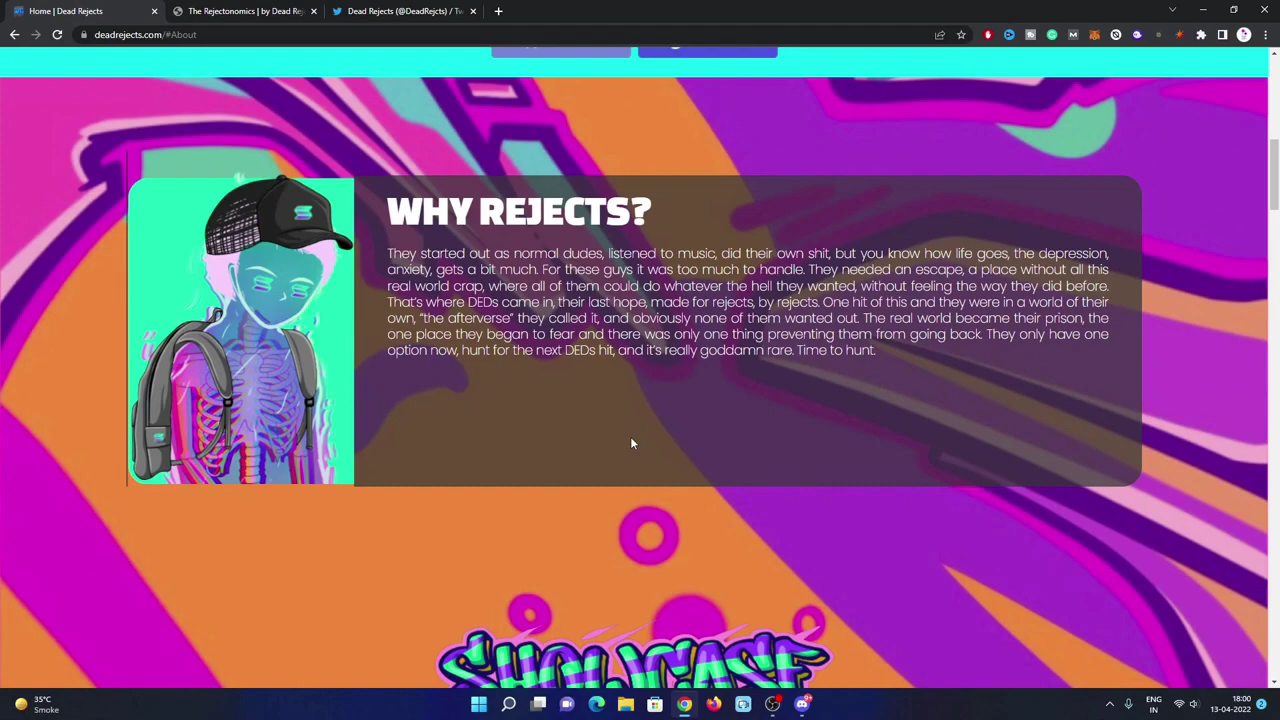 Home | Dead Rejects
The Rejectonomics | by Dead Rej
Dead Rejects (@DeadRejcts) / Tw
deadrejects.com/#About
WHY REJECTS?
They started out as normal dudes, listened to music, did their own shit, but you know how life goes, the depression,
anxiety, gets a bit much. For these guys it was too much to handle. They needed an escape, a place without all this
real world crap, where all of them could do whatever the hell they wanted, without feeling the way they did before.
That's where DEDs came in, their last hope, made for rejects, by rejects. One hit of this and they were in a world of their
own, “the afterverse” they called it, and obviously none of them wanted out. The real world became their prison, the
one place they began to fear and there was only one thing preventing them from going back. They only have one
option now, hunt for the next DEDs hit, and it's really goddamn rare. Time to hunt.
SHOWCASE
35°C
Smoke
ENG
IN
18:00
13-04-2022